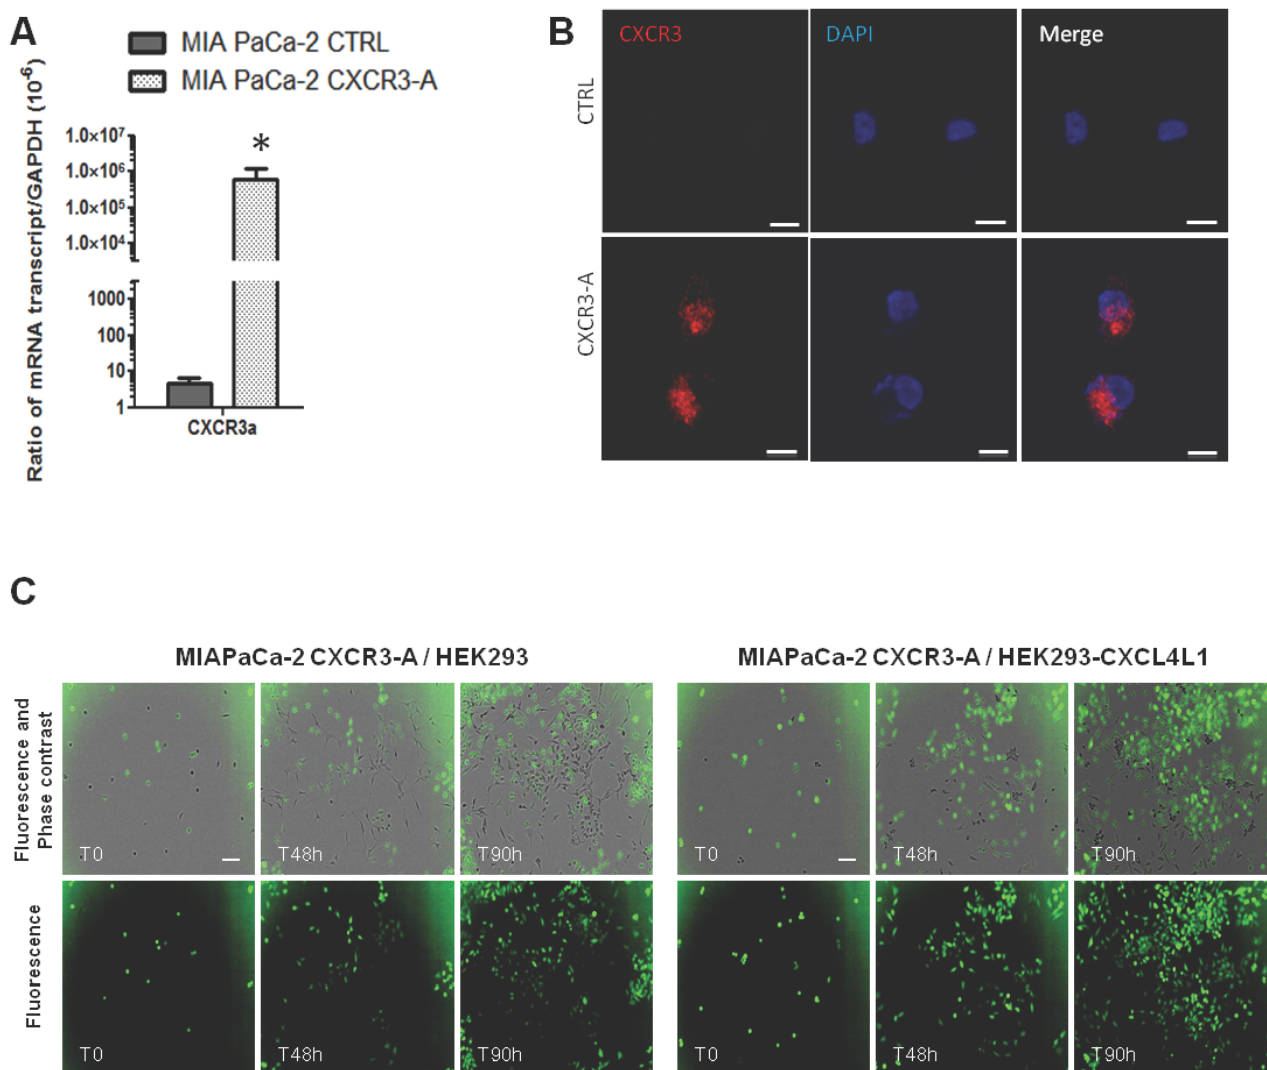 A
MIA PaCa-2 CTRL
MIA PaCa-2 CXCR3-A
Ratio of mRNA transcript/GAPDH (10⁻⁶)
1.0×10⁷
1.0×10⁶
1.0×10⁵
1.0×10⁴
1000
100
10
1
*
CXCR3a
B
CXCR3
DAPI
Merge
CTRL
CXCR3-A
C
MIAPaCa-2 CXCR3-A / HEK293
MIAPaCa-2 CXCR3-A / HEK293-CXCL4L1
Fluorescence and
Phase contrast
T0
T48h
T90h
T0
T48h
T90h
Fluorescence
T0
T48h
T90h
T0
T48h
T90h